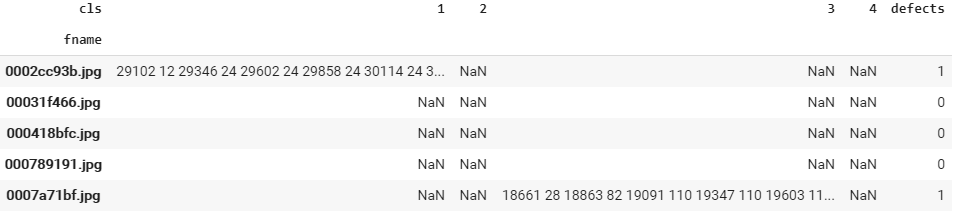 cls 1 2 3 4 defects
fname
0002cc93b.jpg 29102 12 29346 24 29602 24 29858 24 30114 24 3... NaN NaN NaN 1
00031f466.jpg NaN NaN NaN NaN 0
000418bfc.jpg NaN NaN NaN NaN 0
000789191.jpg NaN NaN NaN NaN 0
0007a71bf.jpg NaN NaN 18661 28 18863 82 19091 110 19347 110 19603 11... NaN 1